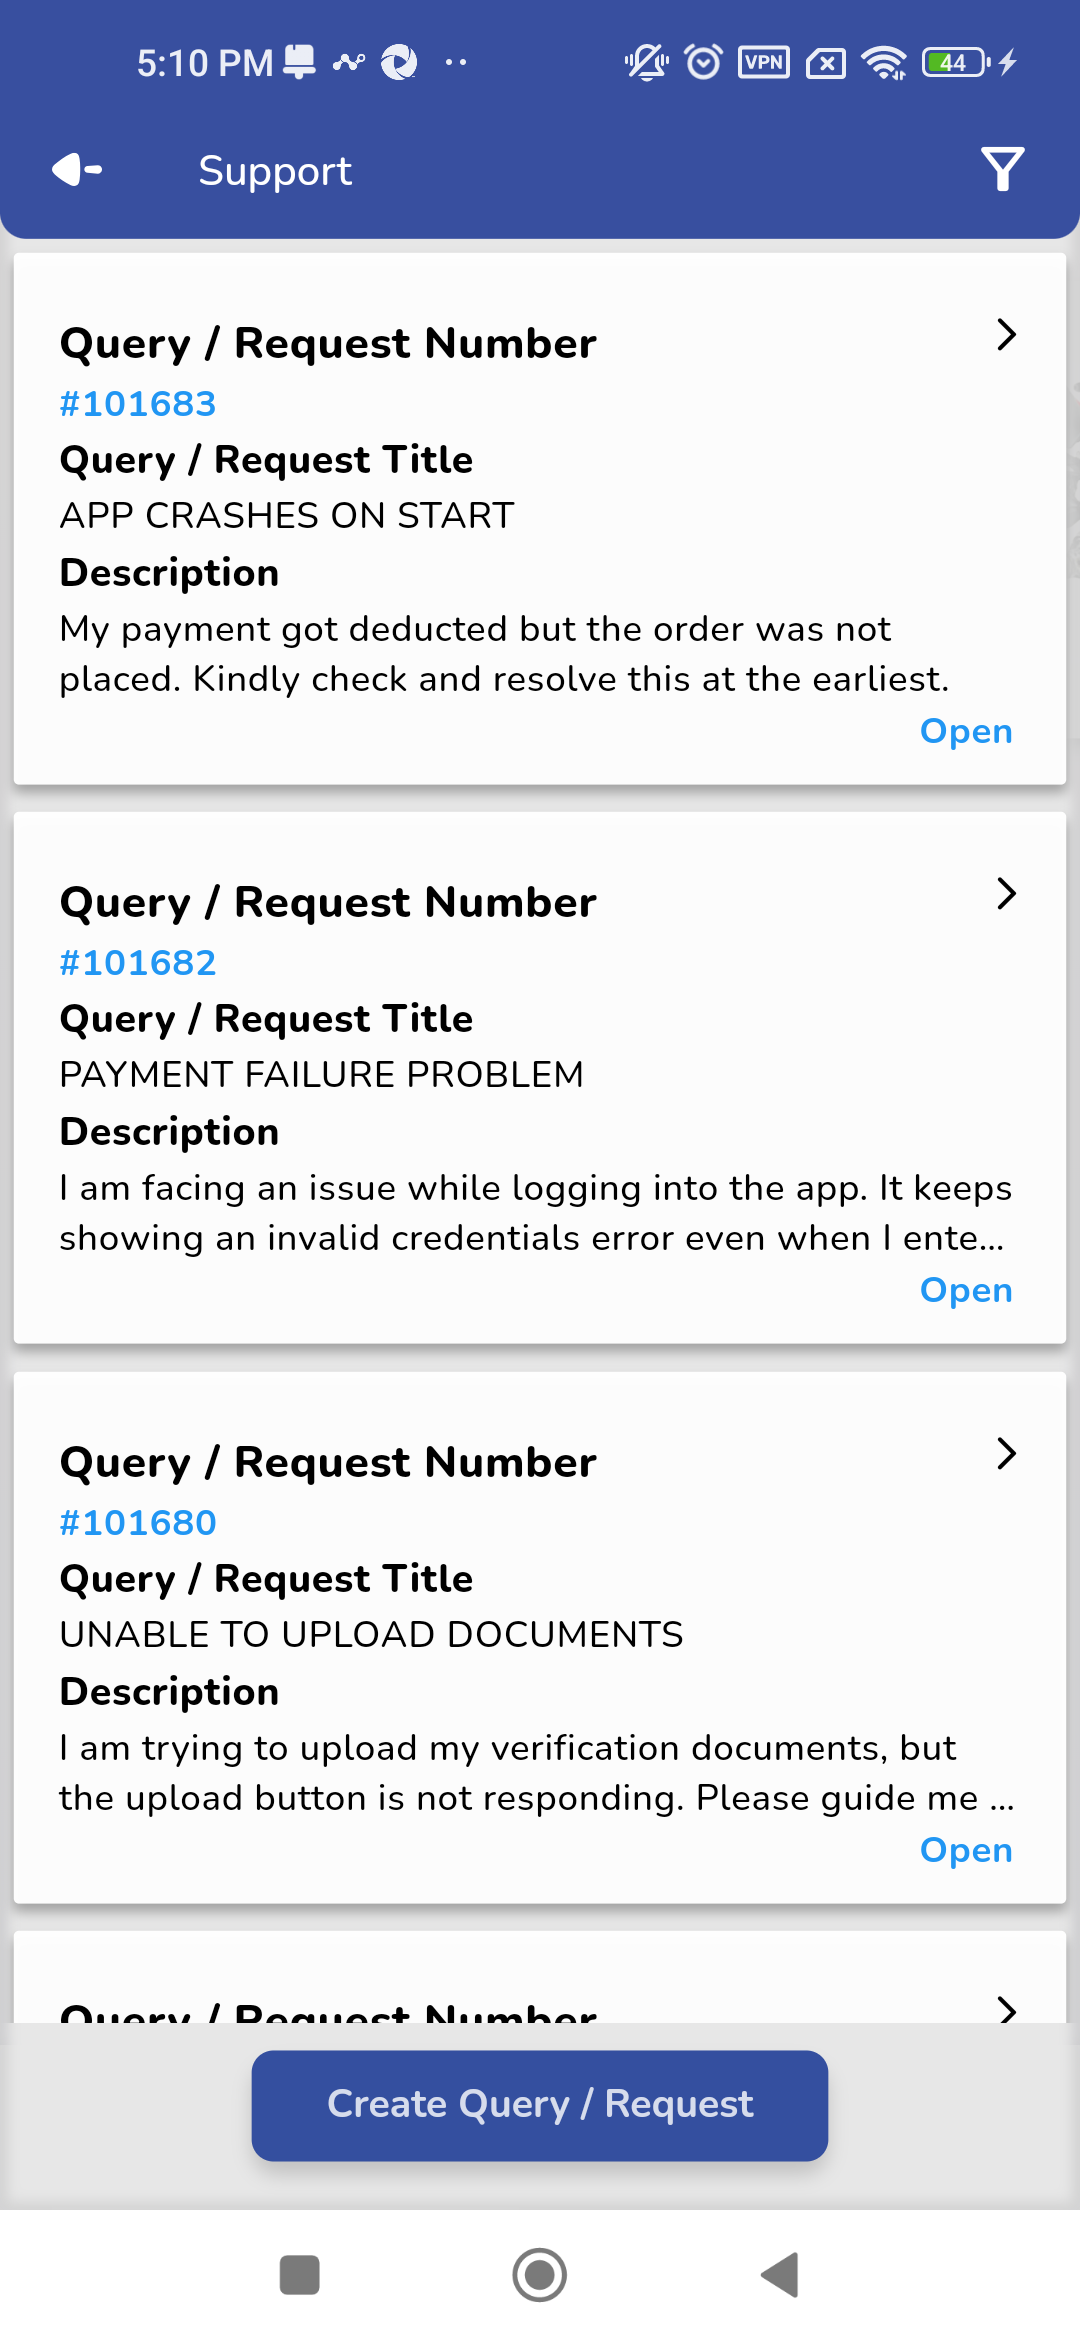 5:10 PM
VPN
44
Support
Query / Request Number
#101683
Query / Request Title
APP CRASHES ON START
Description
My payment got deducted but the order was not
placed. Kindly check and resolve this at the earliest.
Open
Query / Request Number
#101682
Query / Request Title
PAYMENT FAILURE PROBLEM
Description
I am facing an issue while logging into the app. It keeps
showing an invalid credentials error even when I ente...
Open
Query / Request Number
#101680
Query / Request Title
UNABLE TO UPLOAD DOCUMENTS
Description
I am trying to upload my verification documents, but
the upload button is not responding. Please guide me ...
Open
Query / Request Number
Create Query / Request